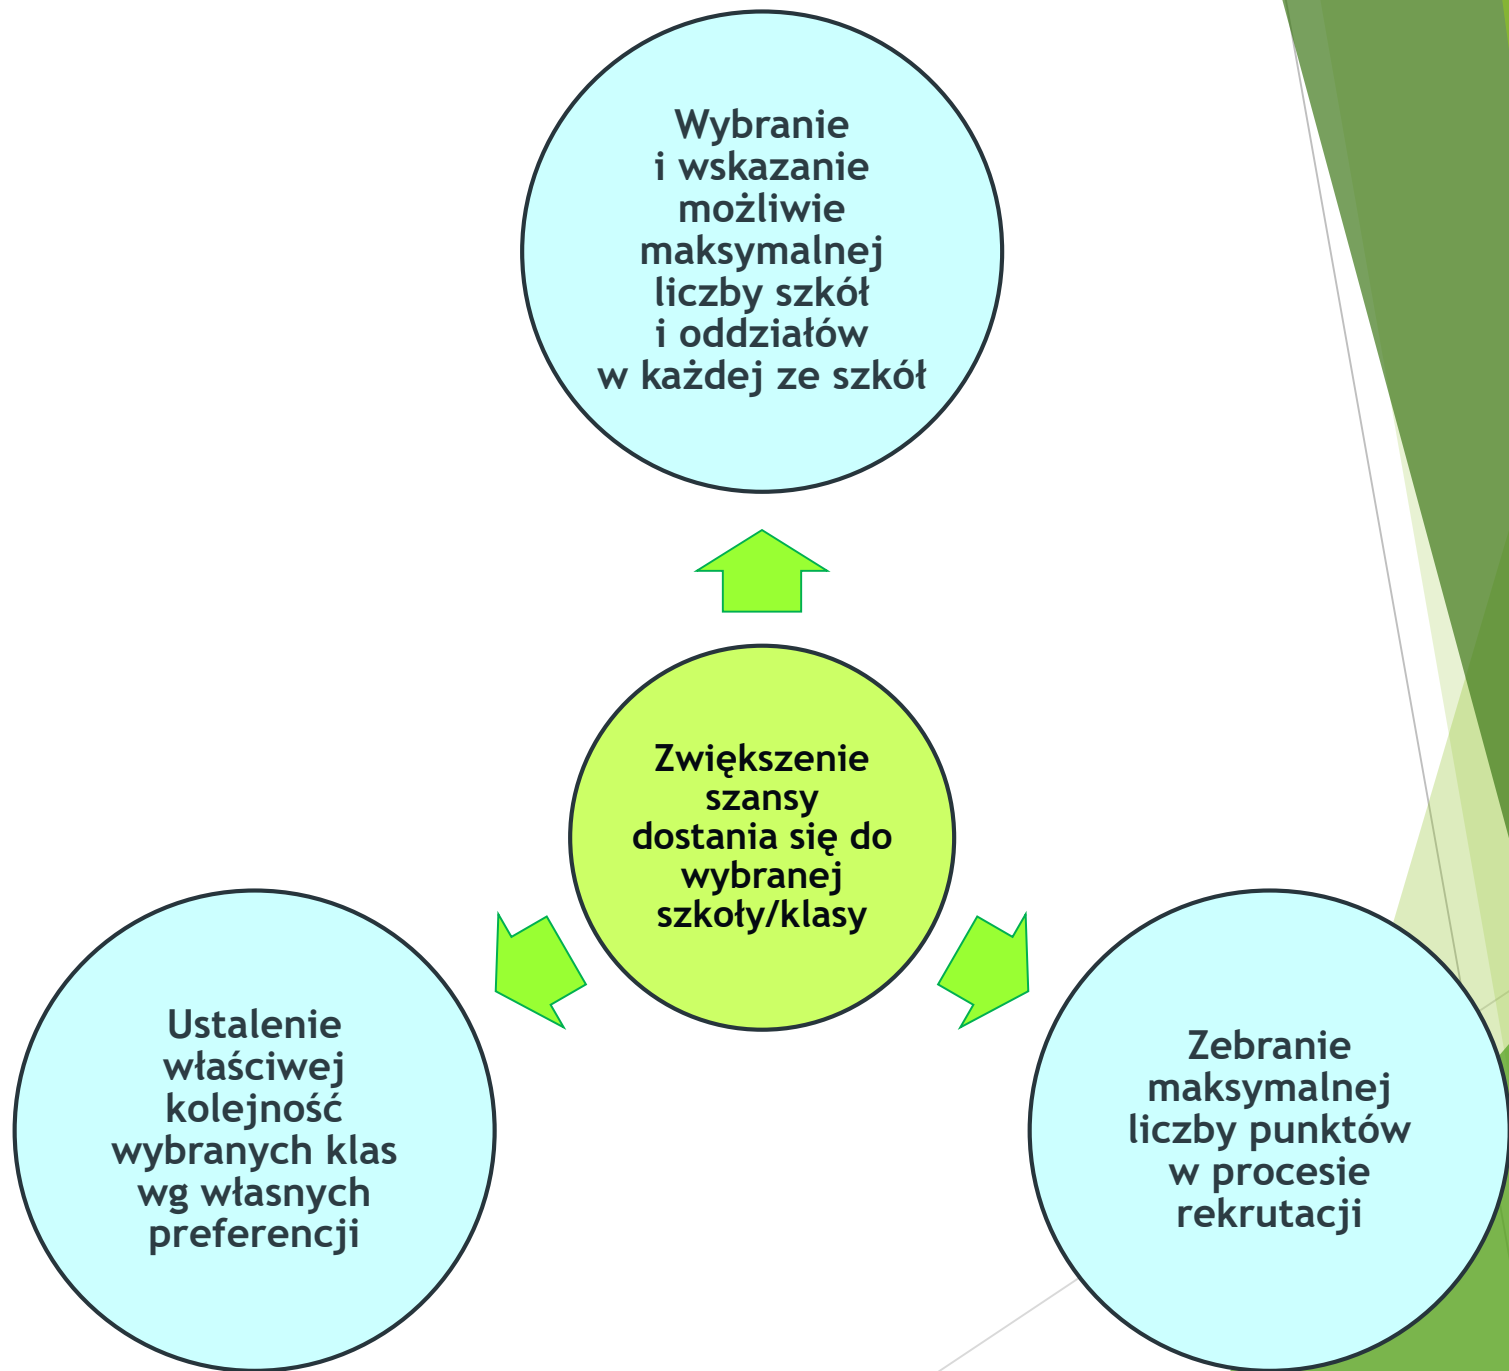 Wybranie
i wskazanie
możliwie
maksymalnej
liczby szkół
i oddziałów
w każdej ze szkół
Zwiększenie
szansy
dostania się do
wybranej
szkoły/klasy
Ustalenie
właściwej
kolejność
wybranych klas
wg własnych
preferencji
Zebranie
maksymalnej
liczby punktów
w procesie
rekrutacji